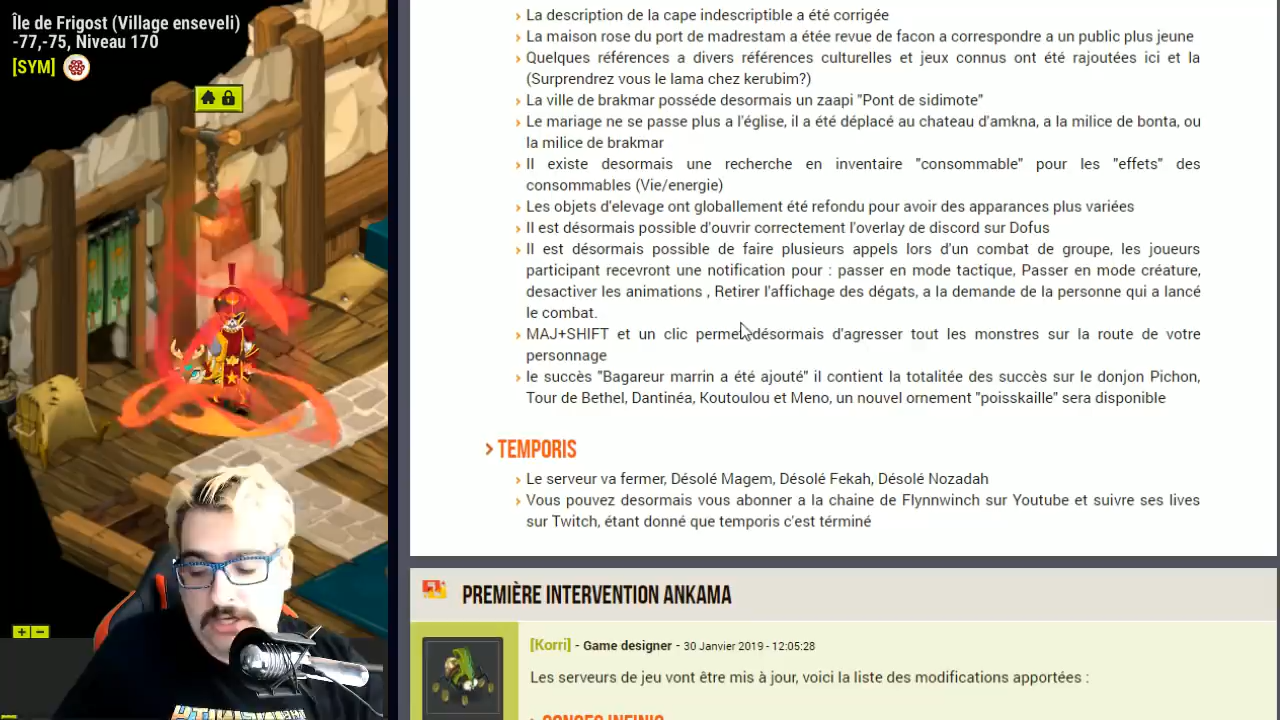 Île de Frigost (Village enseveli)
-77,-75, Niveau 170
[SYM]
La description de la cape indescriptible a été corrigée
La maison rose du port de madrestam a étée revue de facon a correspondre a un public plus jeune
Quelques références a divers références culturelles et jeux connus ont été rajoutées ici et la
(Surprendrez vous le lama chez kerubim?)
La ville de brakmar posséde desormais un zaapi "Pont de sidimote"
Le mariage ne se passe plus a l'église, il a été déplacé au chateau d'amkna, a la milice de bonta, ou
la milice de brakmar
Il existe desormais une recherche en inventaire "consommable" pour les "effets" des
consommables (Vie/energie)
Les objets d'elevage ont globallement été refondu pour avoir des apparances plus variées
Il est désormais possible d'ouvrir correctement l'overlay de discord sur Dofus
Il est désormais possible de faire plusieurs appels lors d'un combat de groupe, les joueurs
participant recevront une notification pour : passer en mode tactique, Passer en mode créature,
desactiver les animations , Retirer l'affichage des dégats, a la demande de la personne qui a lancé
le combat.
MAJ+SHIFT et un clic permet désormais d'agresser tout les monstres sur la route de votre
personnage
le succès "Bagareur marrin a été ajouté" il contient la totalitée des succès sur le donjon Pichon,
Tour de Bethel, Dantinéa, Koutoulou et Meno, un nouvel ornement "poisskaille" sera disponible
TEMPORIS
Le serveur va fermer, Désolé Magem, Désolé Fekah, Désolé Nozadah
Vous pouvez desormais vous abonner a la chaine de Flynnwinch sur Youtube et suivre ses lives
sur Twitch, étant donné que temporis c'est términé
PREMIÈRE INTERVENTION ANKAMA
[Korri] - Game designer - 30 Janvier 2019 - 12:05:28
Les serveurs de jeu vont être mis à jour, voici la liste des modifications apportées :